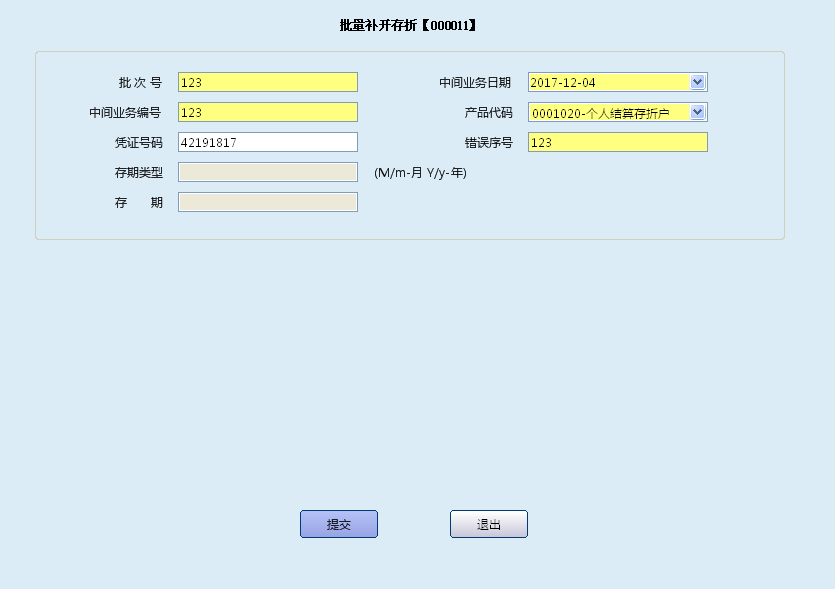 批量补开存折【000011】
批 次 号 123 中间业务日期 2017-12-04
中间业务编号 123 产品代码 0001020-个人结算存折户
凭证号码 42191817 错误序号 123
存期类型 (M/m-月 Y/y-年)
存 期
提交 退出